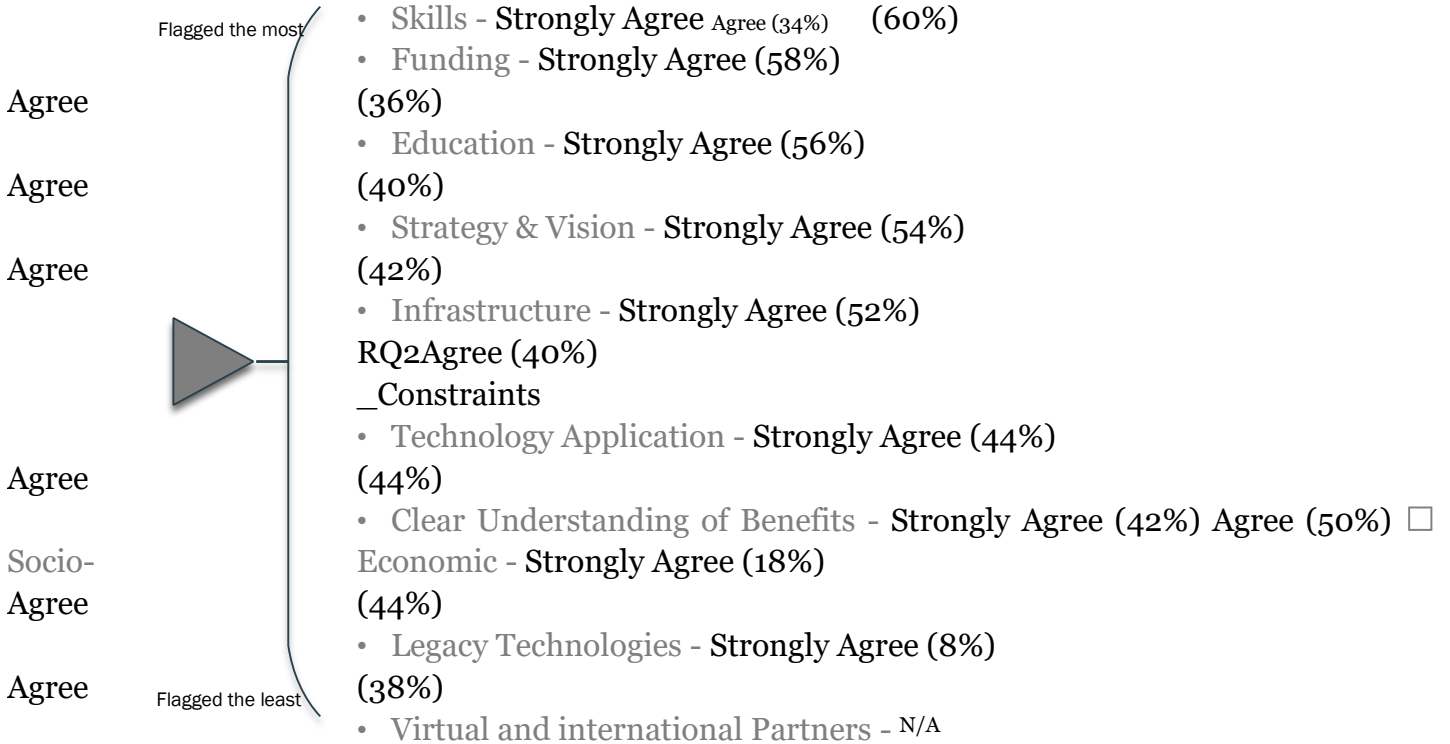 Flagged the most
• Skills - Strongly Agree Agree (34%) (60%)
• Funding - Strongly Agree (58%)
Agree (36%)
• Education - Strongly Agree (56%)
Agree (40%)
• Strategy & Vision - Strongly Agree (54%)
Agree (42%)
• Infrastructure - Strongly Agree (52%)
RQ2Agree (40%)
_Constraints
• Technology Application - Strongly Agree (44%)
Agree (44%)
• Clear Understanding of Benefits - Strongly Agree (42%) Agree (50%) □
Socio- Economic - Strongly Agree (18%)
Agree (44%)
• Legacy Technologies - Strongly Agree (8%)
Agree (38%)
Flagged the least
• Virtual and international Partners - N/A